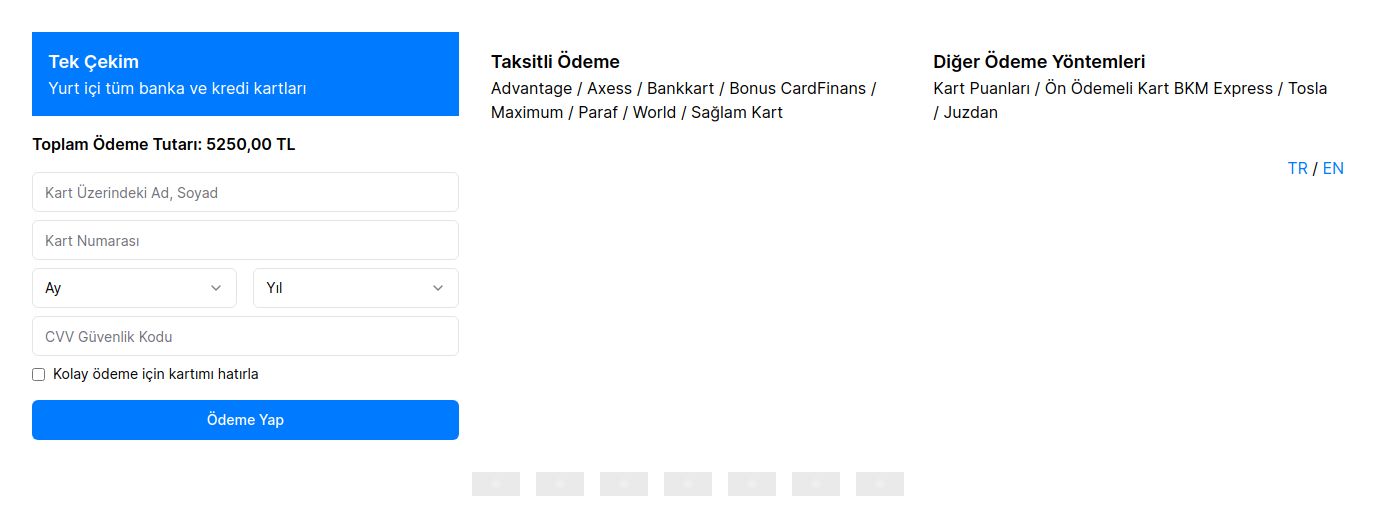 Tek Çekim
Yurt içi tüm banka ve kredi kartları
Toplam Ödeme Tutarı: 5250,00 TL
Kart Üzerindeki Ad, Soyad
Kart Numarası
Ay
Yıl
CVV Güvenlik Kodu
Kolay ödeme için kartımı hatırla
Ödeme Yap
Taksitli Ödeme
Advantage / Axess / Bankkart / Bonus CardFinans /
Maximum / Paraf / World / Sağlam Kart
Diğer Ödeme Yöntemleri
Kart Puanları / Ön Ödemeli Kart BKM Express / Tosla
/ Juzdan
TR / EN